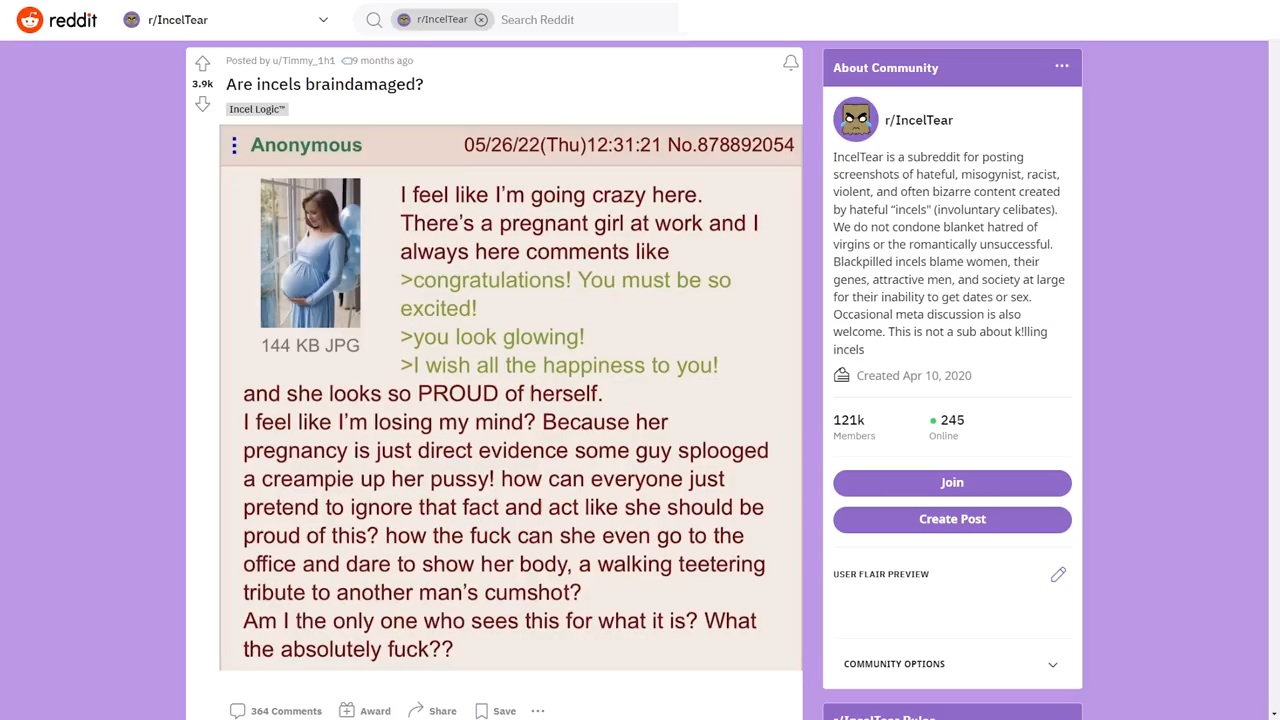 reddit
r/IncelTear
r/IncelTear
Search Reddit
Posted by u/Timmy_1h1 9 months ago
3.9k
Are incels braindamaged?
Incel Logic™
Anonymous 05/26/22(Thu)12:31:21 No.878892054
144 KB JPG
I feel like I'm going crazy here.
There's a pregnant girl at work and I
always here comments like
>congratulations! You must be so
excited!
>you look glowing!
>I wish all the happiness to you!
and she looks so PROUD of herself.
I feel like I'm losing my mind? Because her
pregnancy is just direct evidence some guy splooged
a creampie up her pussy! how can everyone just
pretend to ignore that fact and act like she should be
proud of this? how the fuck can she even go to the
office and dare to show her body, a walking teetering
tribute to another man's cumshot?
Am I the only one who sees this for what it is? What
the absolutely fuck??
364 Comments
Award
Share
Save
About Community
r/IncelTear
IncelTear is a subreddit for posting
screenshots of hateful, misogynist, racist,
violent, and often bizarre content created
by hateful "incels" (involuntary celibates).
We do not condone blanket hatred of
virgins or the romantically unsuccessful.
Blackpilled incels blame women, their
genes, attractive men, and society at large
for their inability to get dates or sex.
Occasional meta discussion is also
welcome. This is not a sub about k!lling
incels
Created Apr 10, 2020
121k
Members
245
Online
Join
Create Post
USER FLAIR PREVIEW
COMMUNITY OPTIONS
r/IncelTear Rules